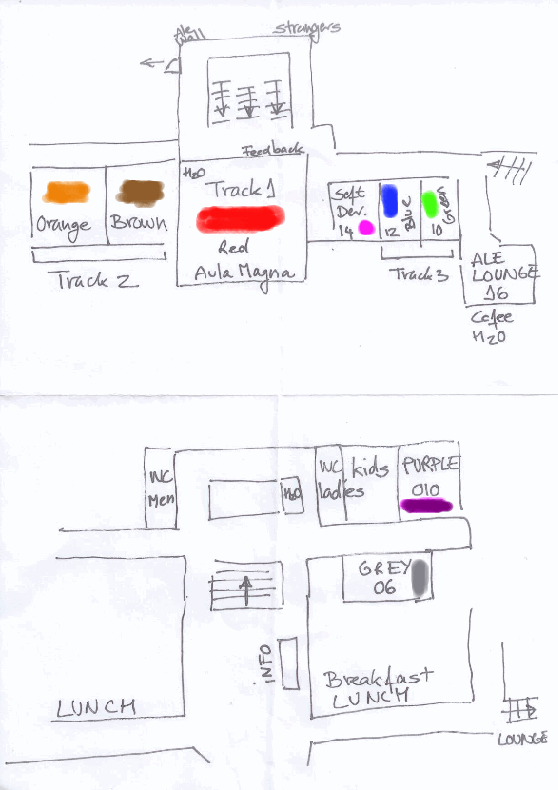 Ale
Wall
strangers
Feedback
H2O
Track 1
Red
Aula Magna
Orange
Brown
Track 2
Soft
Dev.
14
Blue
12
Green
10
Track 3
ALE
LOUNGE
16
Cofee
H2O
WC
Men
H2O
WC
ladies
kids
PURPLE
010
GREY
06
INFO
Breakfast
LUNCH
LUNCH
LOUNGE